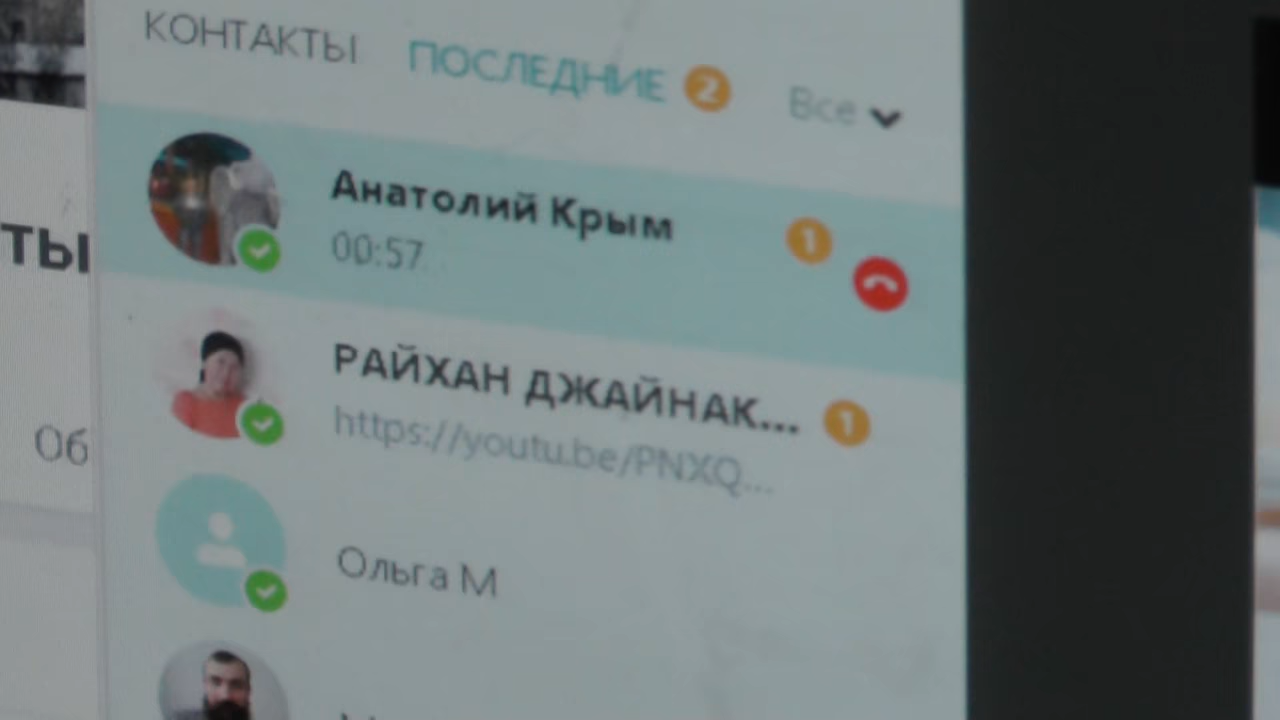 КОНТАКТЫ ПОСЛЕДНИЕ 2 Все
Анатолий Крым 1
00:57
ты
РАЙХАН ДЖАЙНАК... 1
https://youtu.be/PNXQ...
Об
Ольга М